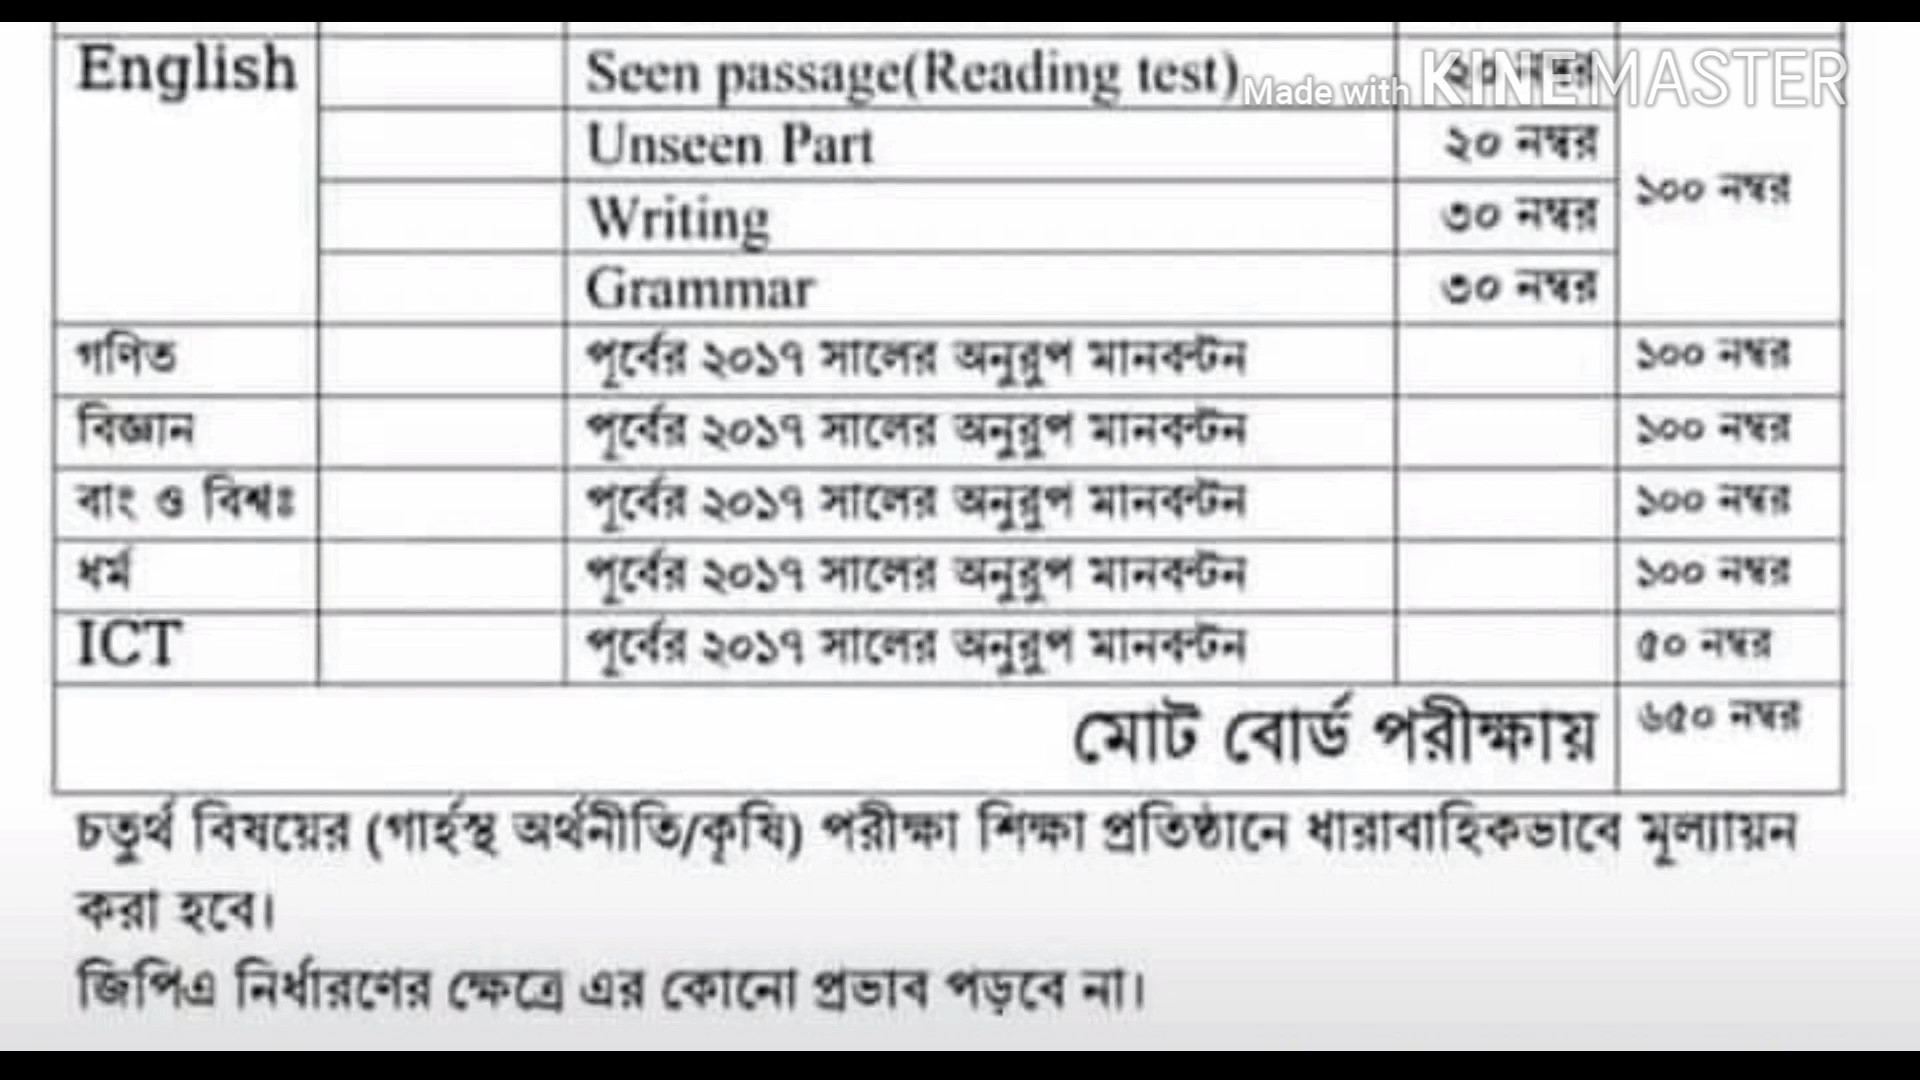 English Seen passage(Reading test) ২০ নম্বর
Made with KINEMASTER
Unseen Part ২০ নম্বর
১০০ নম্বর
Writing ৩০ নম্বর
Grammar ৩০ নম্বর
গণিত পূর্বের ২০১৭ সালের অনুরুপ মানবন্টন ১০০ নম্বর
বিজ্ঞান পূর্বের ২০১৭ সালের অনুরুপ মানবন্টন ১০০ নম্বর
বাং ও বিশ্বঃ পূর্বের ২০১৭ সালের অনুরুপ মানবন্টন ১০০ নম্বর
ধর্ম পূর্বের ২০১৭ সালের অনুরুপ মানবন্টন ১০০ নম্বর
ICT পূর্বের ২০১৭ সালের অনুরুপ মানবন্টন ৫০ নম্বর
মোট বোর্ড পরীক্ষায় ৬৫০ নম্বর
চতুর্থ বিষয়ের (গার্হস্থ অর্থনীতি/কৃষি) পরীক্ষা শিক্ষা প্রতিষ্ঠানে ধারাবাহিকভাবে মূল্যায়ন
করা হবে।
জিপিএ নির্ধারণের ক্ষেত্রে এর কোনো প্রভাব পড়বে না।